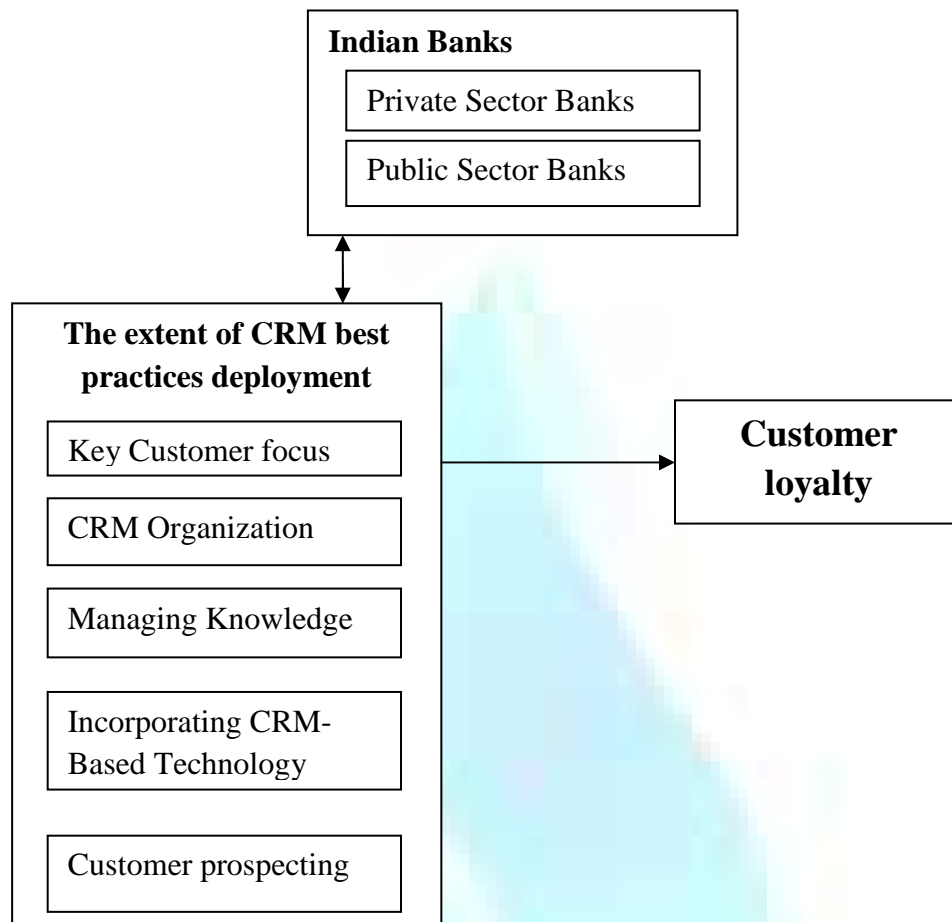 Indian Banks
Private Sector Banks
Public Sector Banks
The extent of CRM best
practices deployment
Key Customer focus
CRM Organization
Managing Knowledge
Incorporating CRM-
Based Technology
Customer prospecting
Customer
loyalty